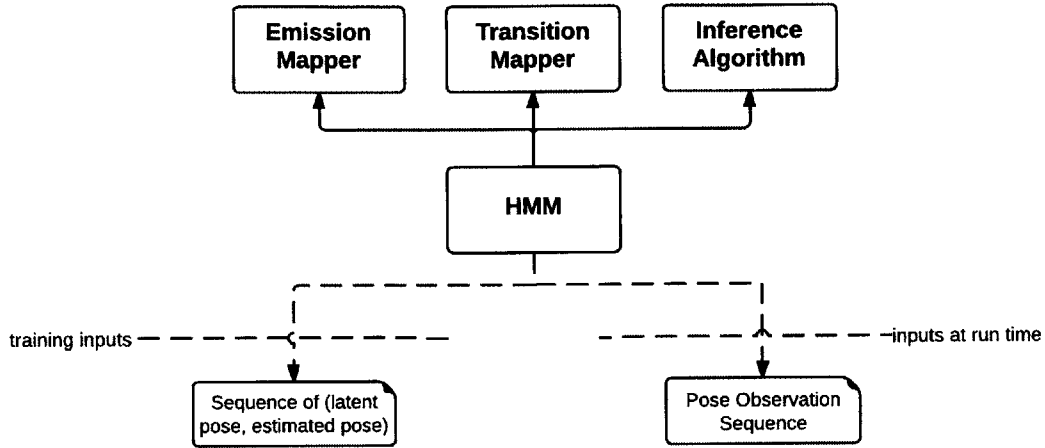 Emission
Mapper
Transition
Mapper
Inference
Algorithm
HMM
training inputs
inputs at run time
Sequence of (latent
pose, estimated pose)
Pose Observation
Sequence